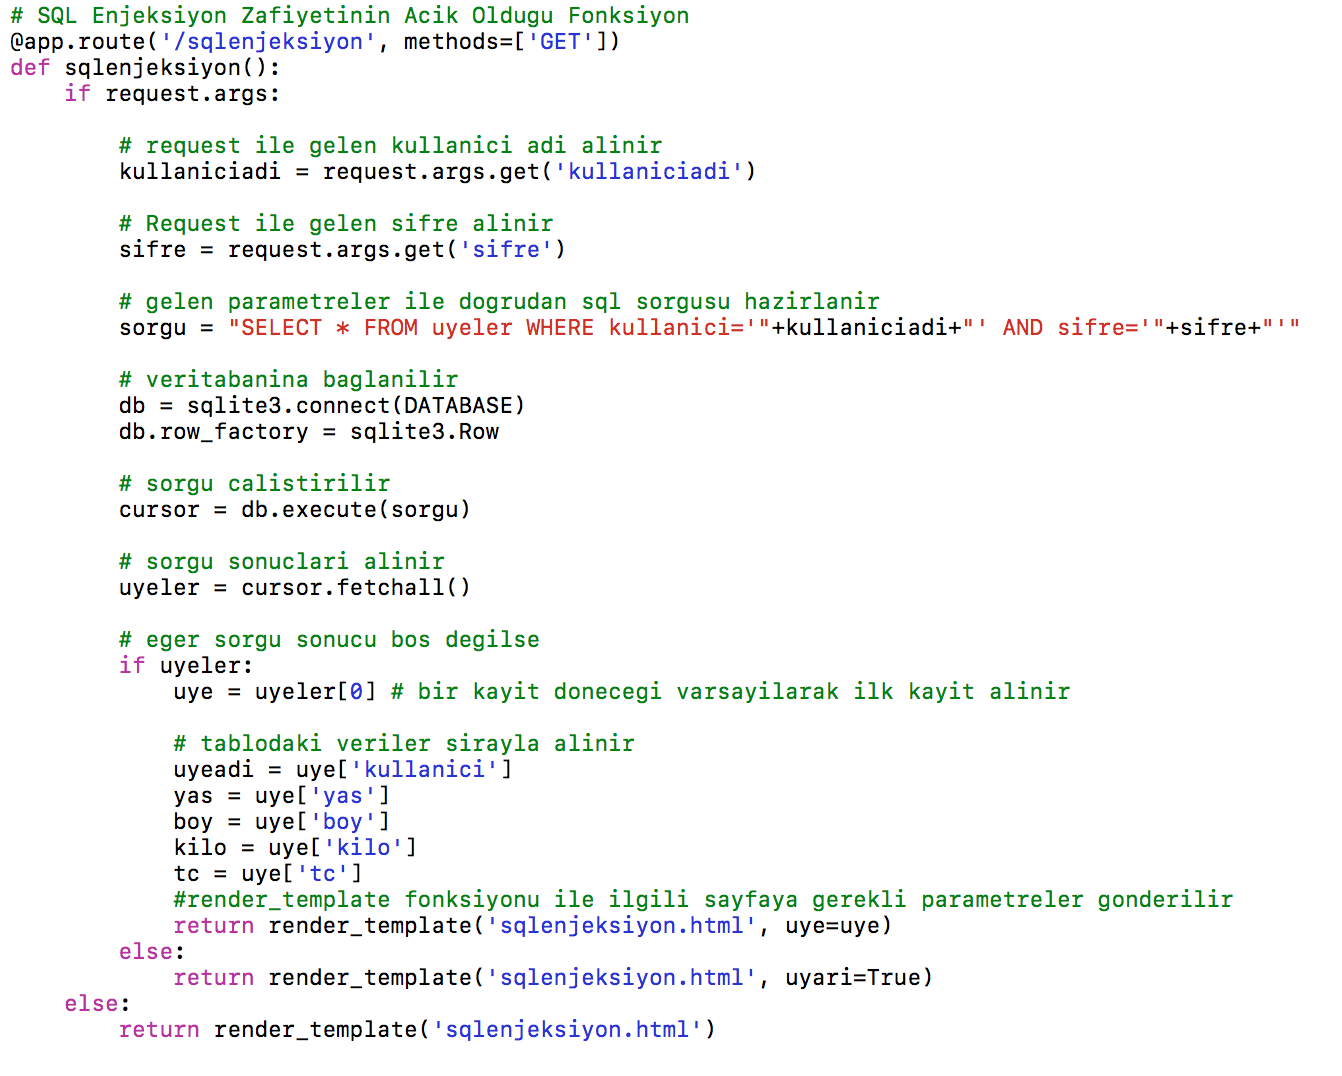 # SQL Enjeksiyon Zafiyetinin Acik Oldugu Fonksiyon
@app.route('/sqlenjeksiyon', methods=['GET'])
def sqlenjeksiyon():
    if request.args:

        # request ile gelen kullanici adi alinir
        kullaniciadi = request.args.get('kullaniciadi')

        # Request ile gelen sifre alinir
        sifre = request.args.get('sifre')

        # gelen parametreler ile dogrudan sql sorgusu hazirlanir
        sorgu = "SELECT * FROM uyeler WHERE kullanici='"+kullaniciadi+"' AND sifre='"+sifre+"'"

        # veritabanina baglanilir
        db = sqlite3.connect(DATABASE)
        db.row_factory = sqlite3.Row

        # sorgu calistirilir
        cursor = db.execute(sorgu)

        # sorgu sonuclari alinir
        uyeler = cursor.fetchall()

        # eger sorgu sonucu bos degilse
        if uyeler:
            uye = uyeler[0] # bir kayit donecegi varsayilarak ilk kayit alinir

            # tablodaki veriler sirayla alinir
            uyeadi = uye['kullanici']
            yas = uye['yas']
            boy = uye['boy']
            kilo = uye['kilo']
            tc = uye['tc']
            #render_template fonksiyonu ile ilgili sayfaya gerekli parametreler gonderilir
            return render_template('sqlenjeksiyon.html', uye=uye)
        else:
            return render_template('sqlenjeksiyon.html', uyari=True)
    else:
        return render_template('sqlenjeksiyon.html')